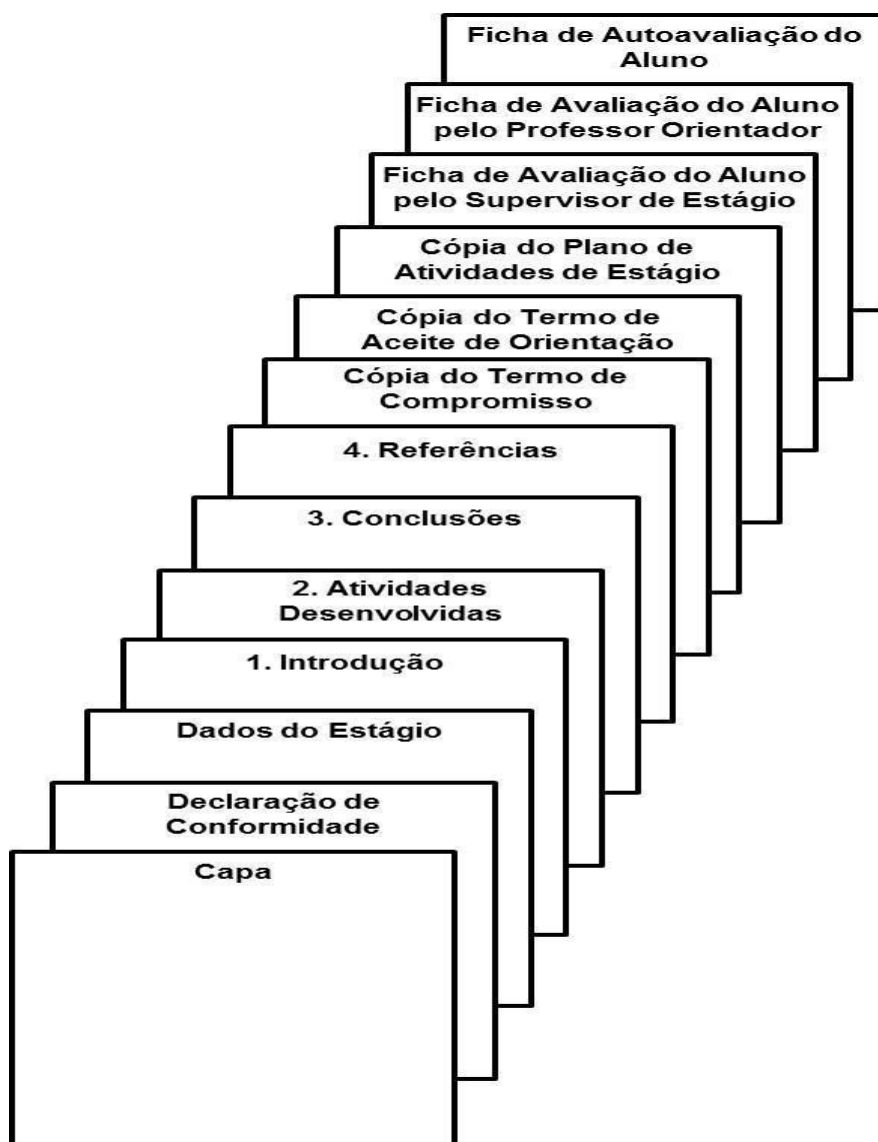 Ficha de Autoavaliação do
Aluno
Ficha de Avaliação do Aluno
pelo Professor Orientador
Ficha de Avaliação do Aluno
pelo Supervisor de Estágio
Cópia do Plano de
Atividades de Estágio
Cópia do Termo de
Aceite de Orientação
Cópia do Termo de
Compromisso
4. Referências
3. Conclusões
2. Atividades
Desenvolvidas
1. Introdução
Dados do Estágio
Declaração de
Conformidade
Capa